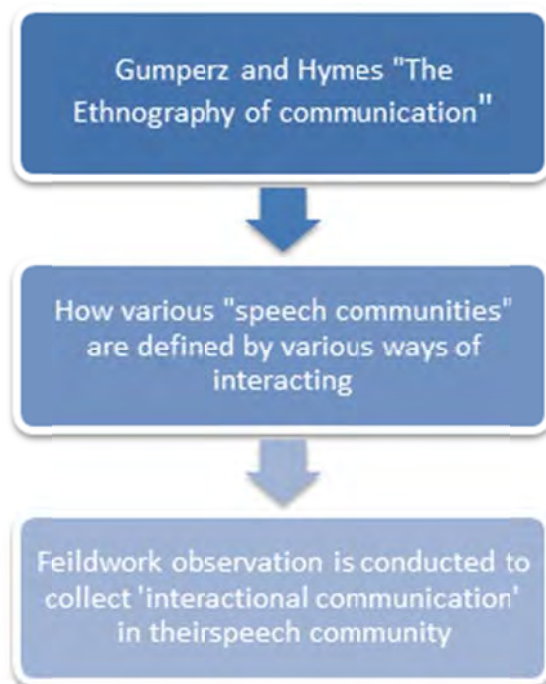 Gumperz and Hymes "The
Ethnography of communication"
How various "speech communities"
are defined by various ways of
interacting
Feildwork observation is conducted to
collect 'interactional communication'
in theirspeech community